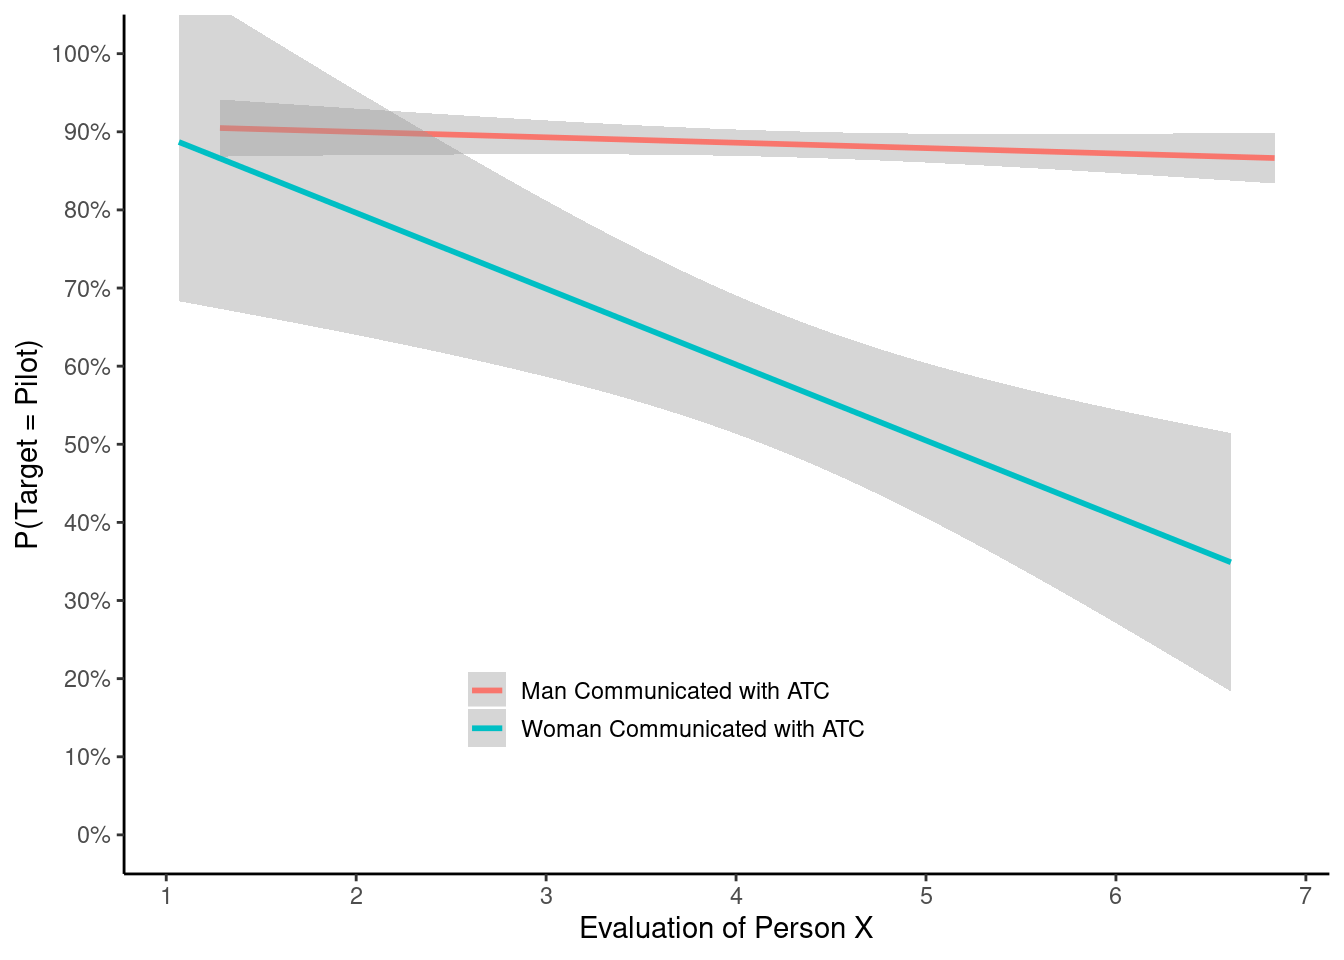 100%
90%
80%
70%
60%
50%
40%
30%
20%
10%
0%
P(Target = Pilot)
Man Communicated with ATC
Woman Communicated with ATC
1 2 3 4 5 6 7
Evaluation of Person X